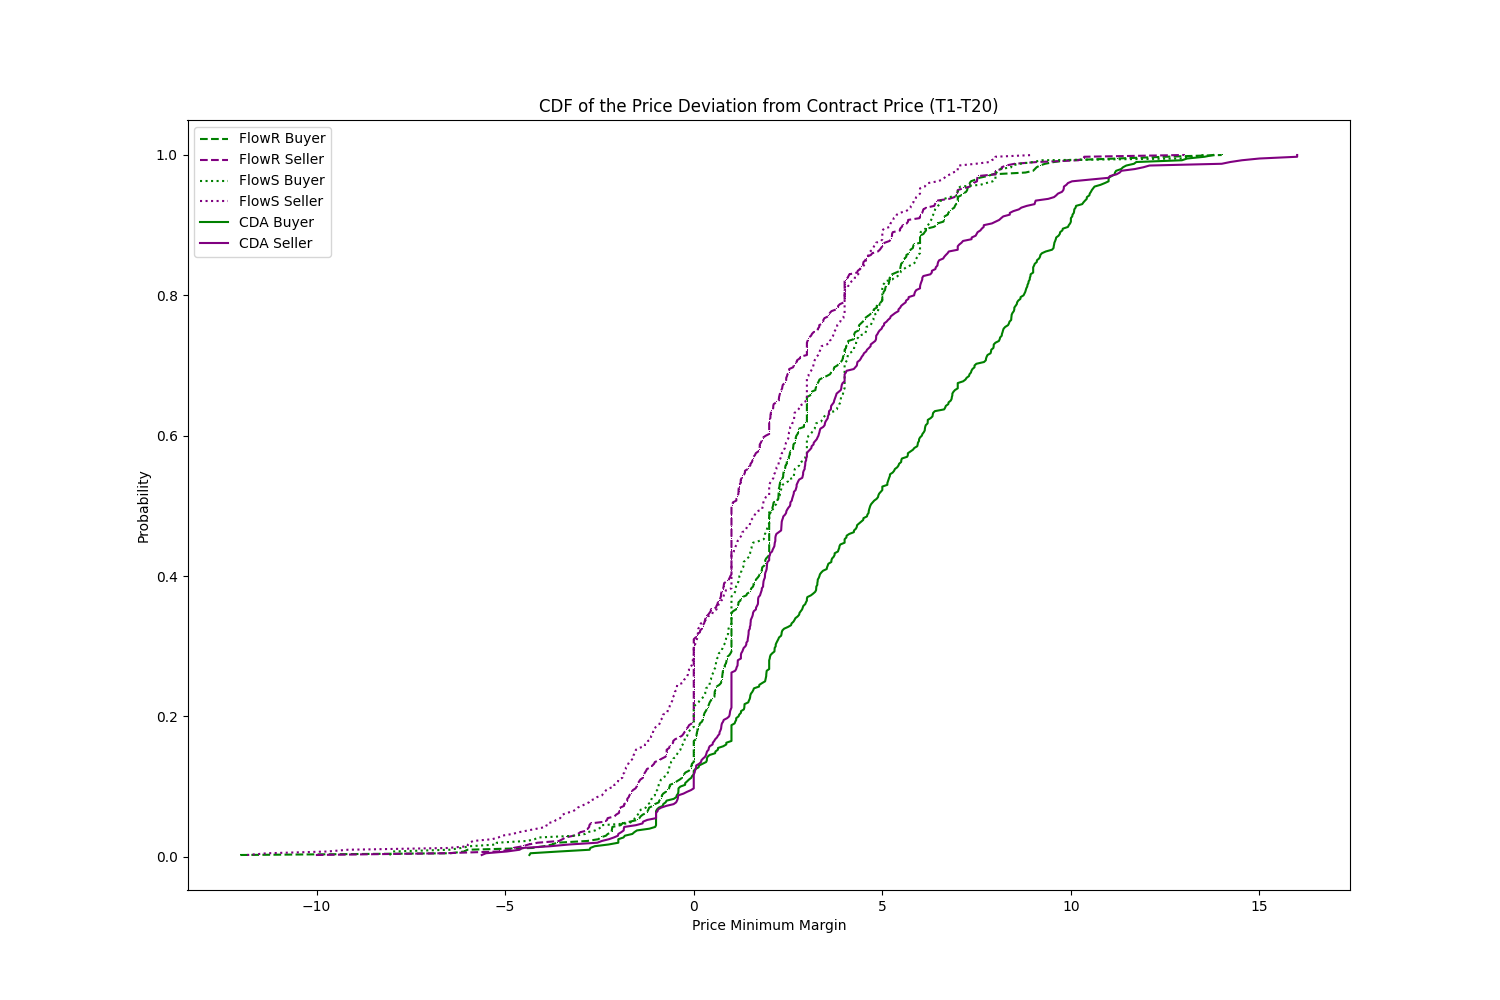 CDF of the Price Deviation from Contract Price (T1-T20)
FlowR Buyer
FlowR Seller
FlowS Buyer
FlowS Seller
CDA Buyer
CDA Seller
1.0
0.8
0.6
0.4
0.2
0.0
Probability
−10
−5
0
5
10
15
Price Minimum Margin